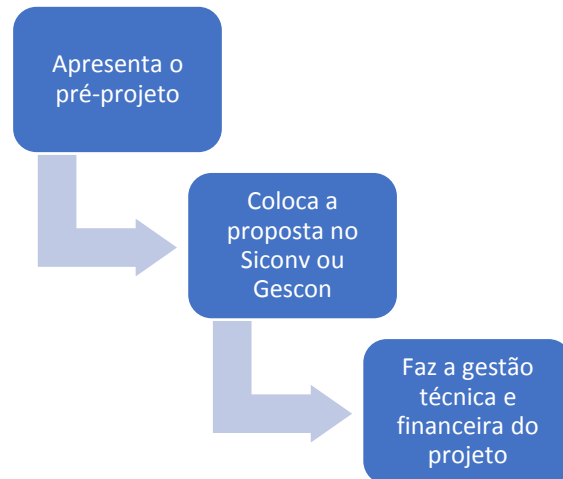 Apresenta o
pré-projeto
Coloca a
proposta no
Siconv ou
Gescon
Faz a gestão
técnica e
financeira do
projeto